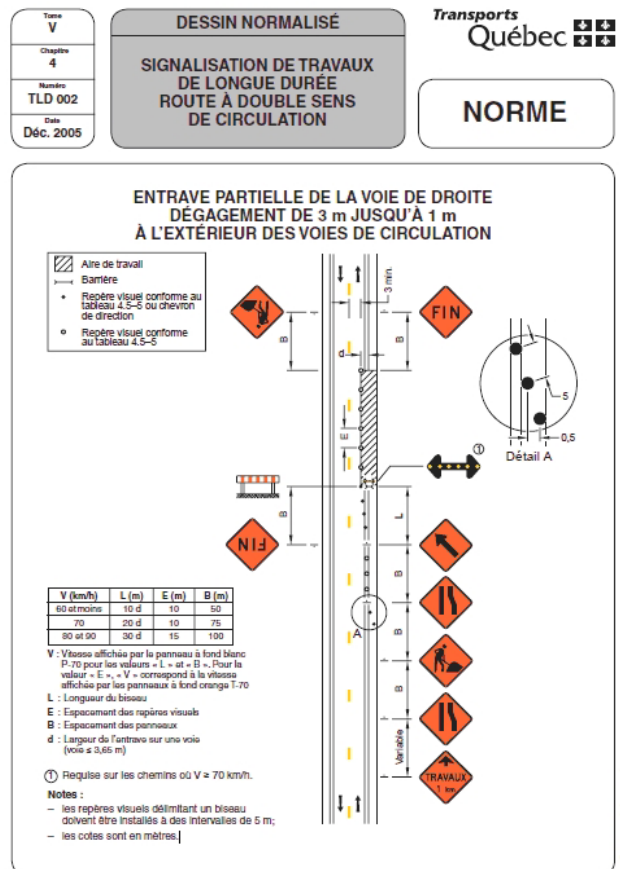 Tome
V
Chapitre
4
Numéro
TLD 002
Date
Déc. 2005
DESSIN NORMALISÉ
SIGNALISATION DE TRAVAUX
DE LONGUE DURÉE
ROUTE À DOUBLE SENS
DE CIRCULATION
Transports
Québec
NORME
ENTRAVE PARTIELLE DE LA VOIE DE DROITE
DÉGAGEMENT DE 3 m JUSQU'À 1 m
À L'EXTÉRIEUR DES VOIES DE CIRCULATION
Aire de travail
Barrière
Repère visuel conforme au
tableau 4.5–5 ou chevron
de direction
Repère visuel conforme
au tableau 4.5–5
3 min.
FIN
B
B
d
E
5
0,5
Détail A
1
B
L
FIN
B
A
B
B
Variable
TRAVAUX
1 km
V (km/h) L (m) E (m) B (m)
60 et moins 10 d 10 50
70 20 d 10 75
80 et 90 30 d 15 100
V : Vitesse affichée par le panneau à fond blanc
P-70 pour les valeurs « L » et « B ». Pour la
valeur « E », « V » correspond à la vitesse
affichée par les panneaux à fond orange T-70
L : Longueur du biseau
E : Espacement des repères visuels
B : Espacement des panneaux
d : Largeur de l'entrave sur une voie
(voie ≤ 3,65 m)
1 Requise sur les chemins où V ≥ 70 km/h.
Notes :
– les repères visuels délimitant un biseau
doivent être installés à des intervalles de 5 m;
– les cotes sont en mètres.